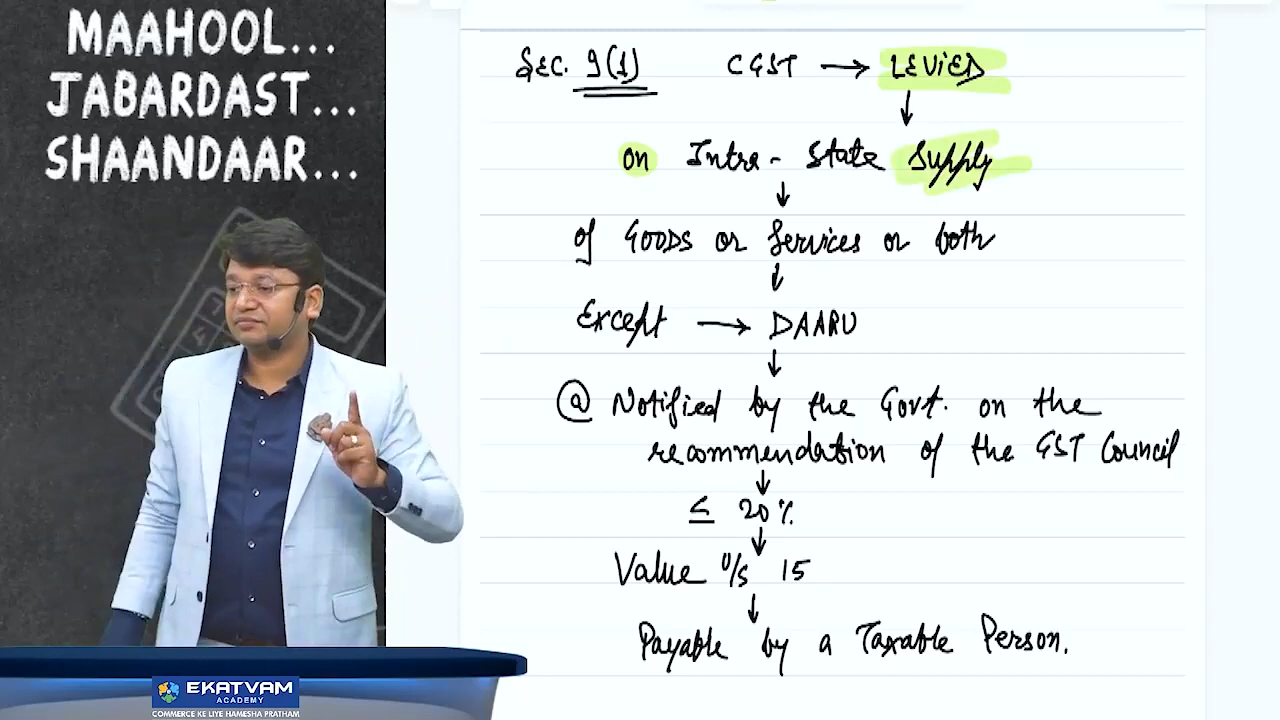 MAAHOOL...
JABARDAST...
SHAANDAAR...
SEC. 9(1) CGST → LEVIED
↓
on Intra - State Supply
↓
of GOODS or Services or both
↓
Except → DAARU
↓
@ Notified by the Govt. on the
recommendation of the GST Council
↓
≤ 20%
↓
Value u/s 15
↓
Payable by a Taxable Person.
EKATVAM
ACADEMY
COMMERCE KE LIYE HAMESHA PRATHAM